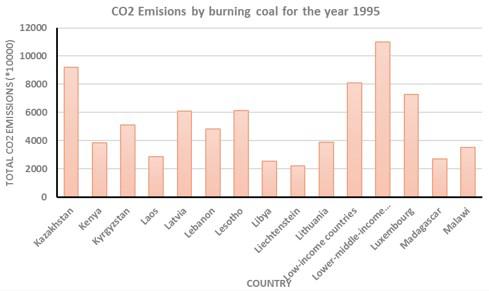 CO2 Emisions by burning coal for the year 1995
TOTAL CO2 EMISSIONS (*10000)
12000
10000
8000
6000
4000
2000
0
Kazakhstan
Kenya
Kyrgyzstan
Laos
Latvia
Lebanon
Lesotho
Libya
Liechtenstein
Lithuania
Low-income countries
Lower-middle-income...
Luxembourg
Madagascar
Malawi
COUNTRY